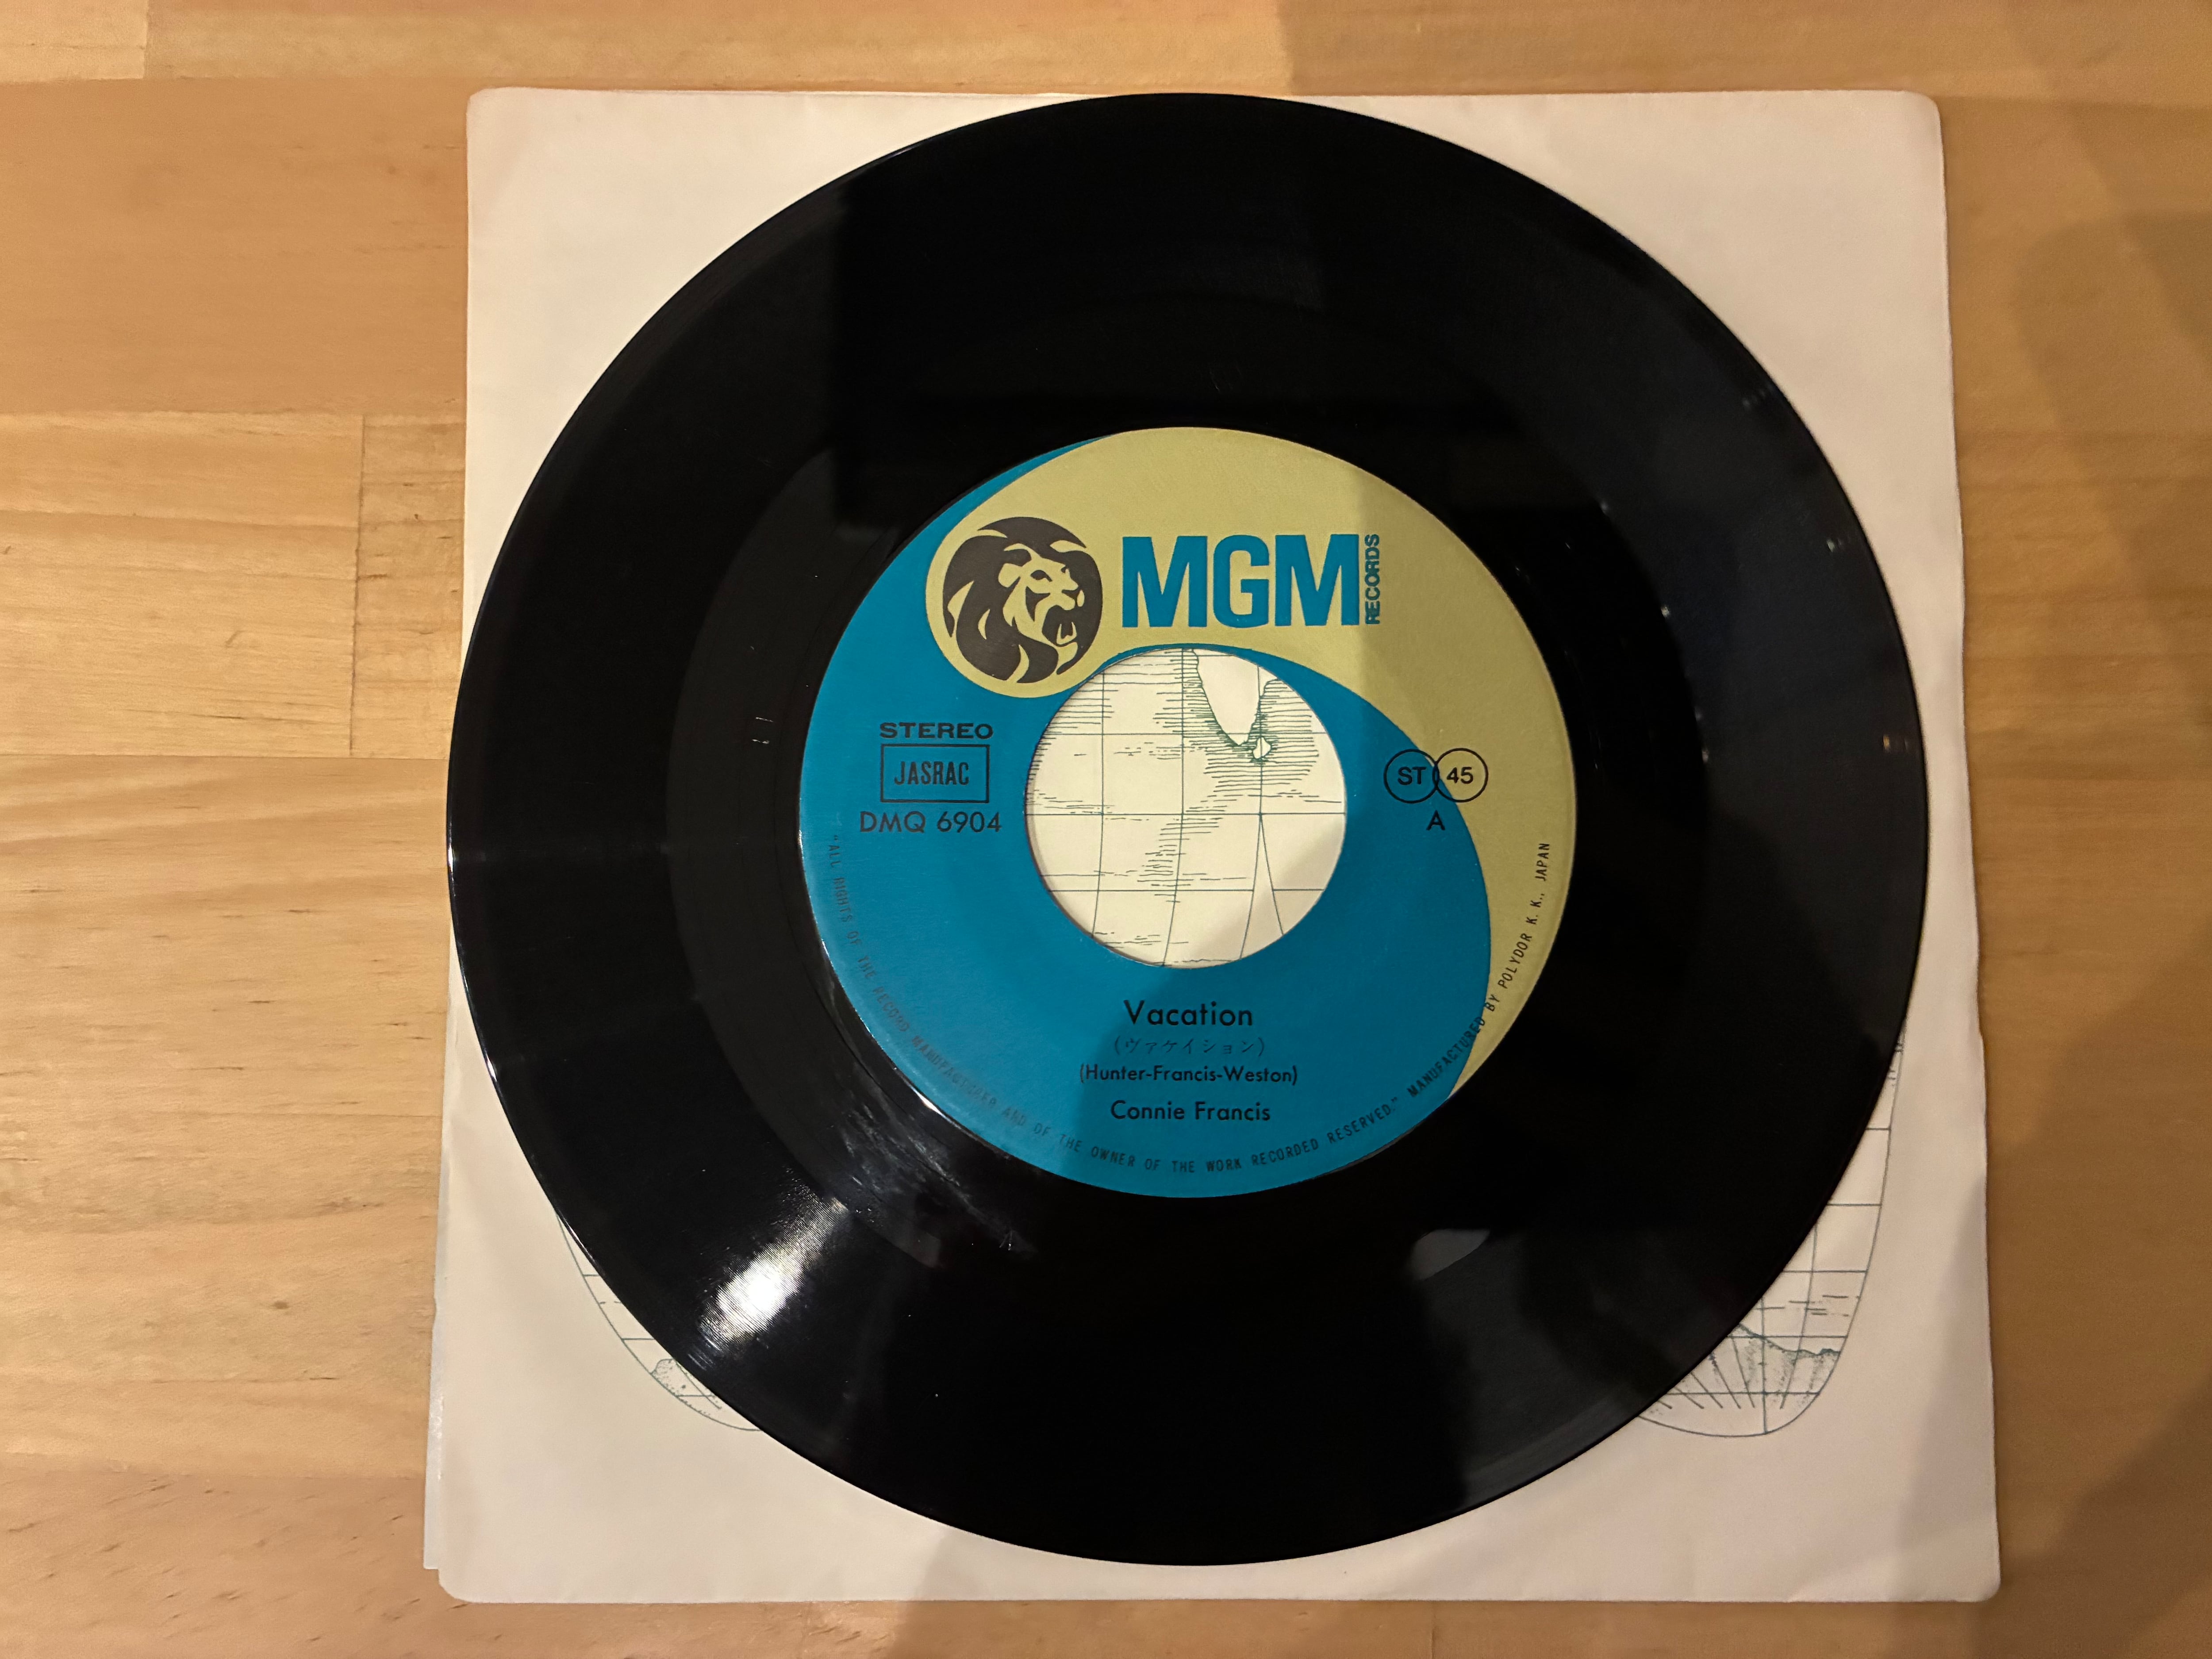 MGM RECORDS
STEREO
JASRAC
DMQ 6904
ST 45
A
Vacation
(ヴァケイション)
(Hunter-Francis-Weston)
Connie Francis
"ALL RIGHTS OF THE RECORD MANUFACTURER AND OF THE OWNER OF THE WORK RECORDED RESERVED." MANUFACTURED BY POLYDOR K. K., JAPAN